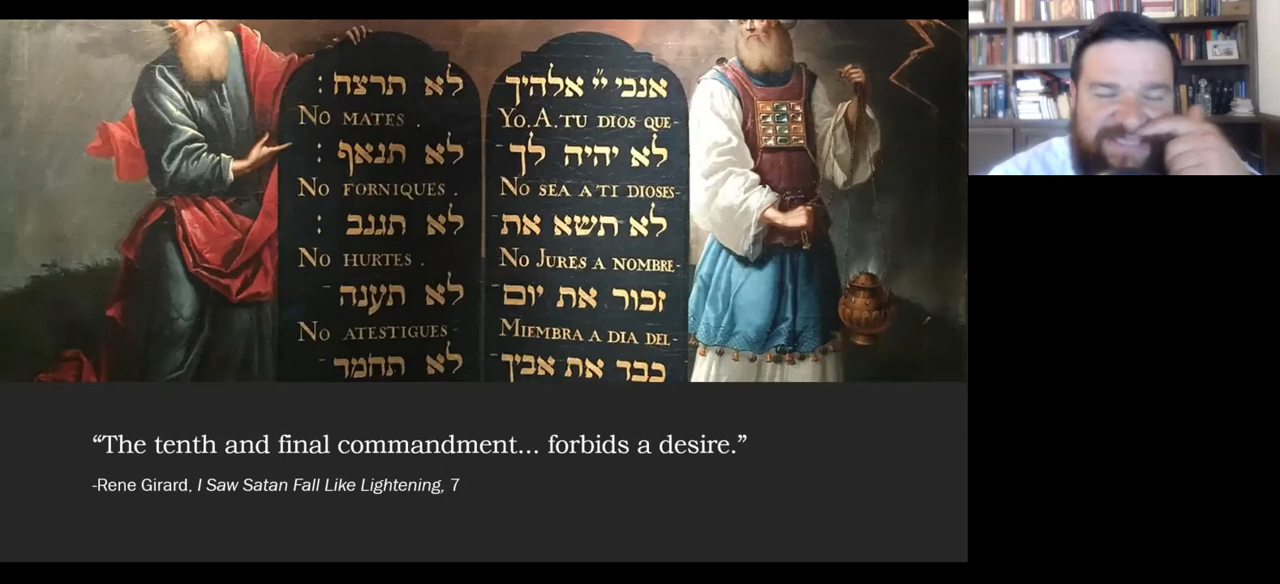 אנכי י״י אלהיך
YO.A.TU DIOS QUE-
לא יהיה לך-
NO SEA A TI DIOSES-
לא תשא את
NO JURES A NOMBRE-
זכור את יום-
MIEMBRA A DIA DEL-
כבד את אביך-
לא תרצח :
NO MATES .
לא תנאף :
NO FORNIQUES .
לא תגנב :
NO HURTES .
לא תענה-
NO ATESTIGUES-
לא תחמד-
“The tenth and final commandment... forbids a desire.”
-Rene Girard, I Saw Satan Fall Like Lightening, 7